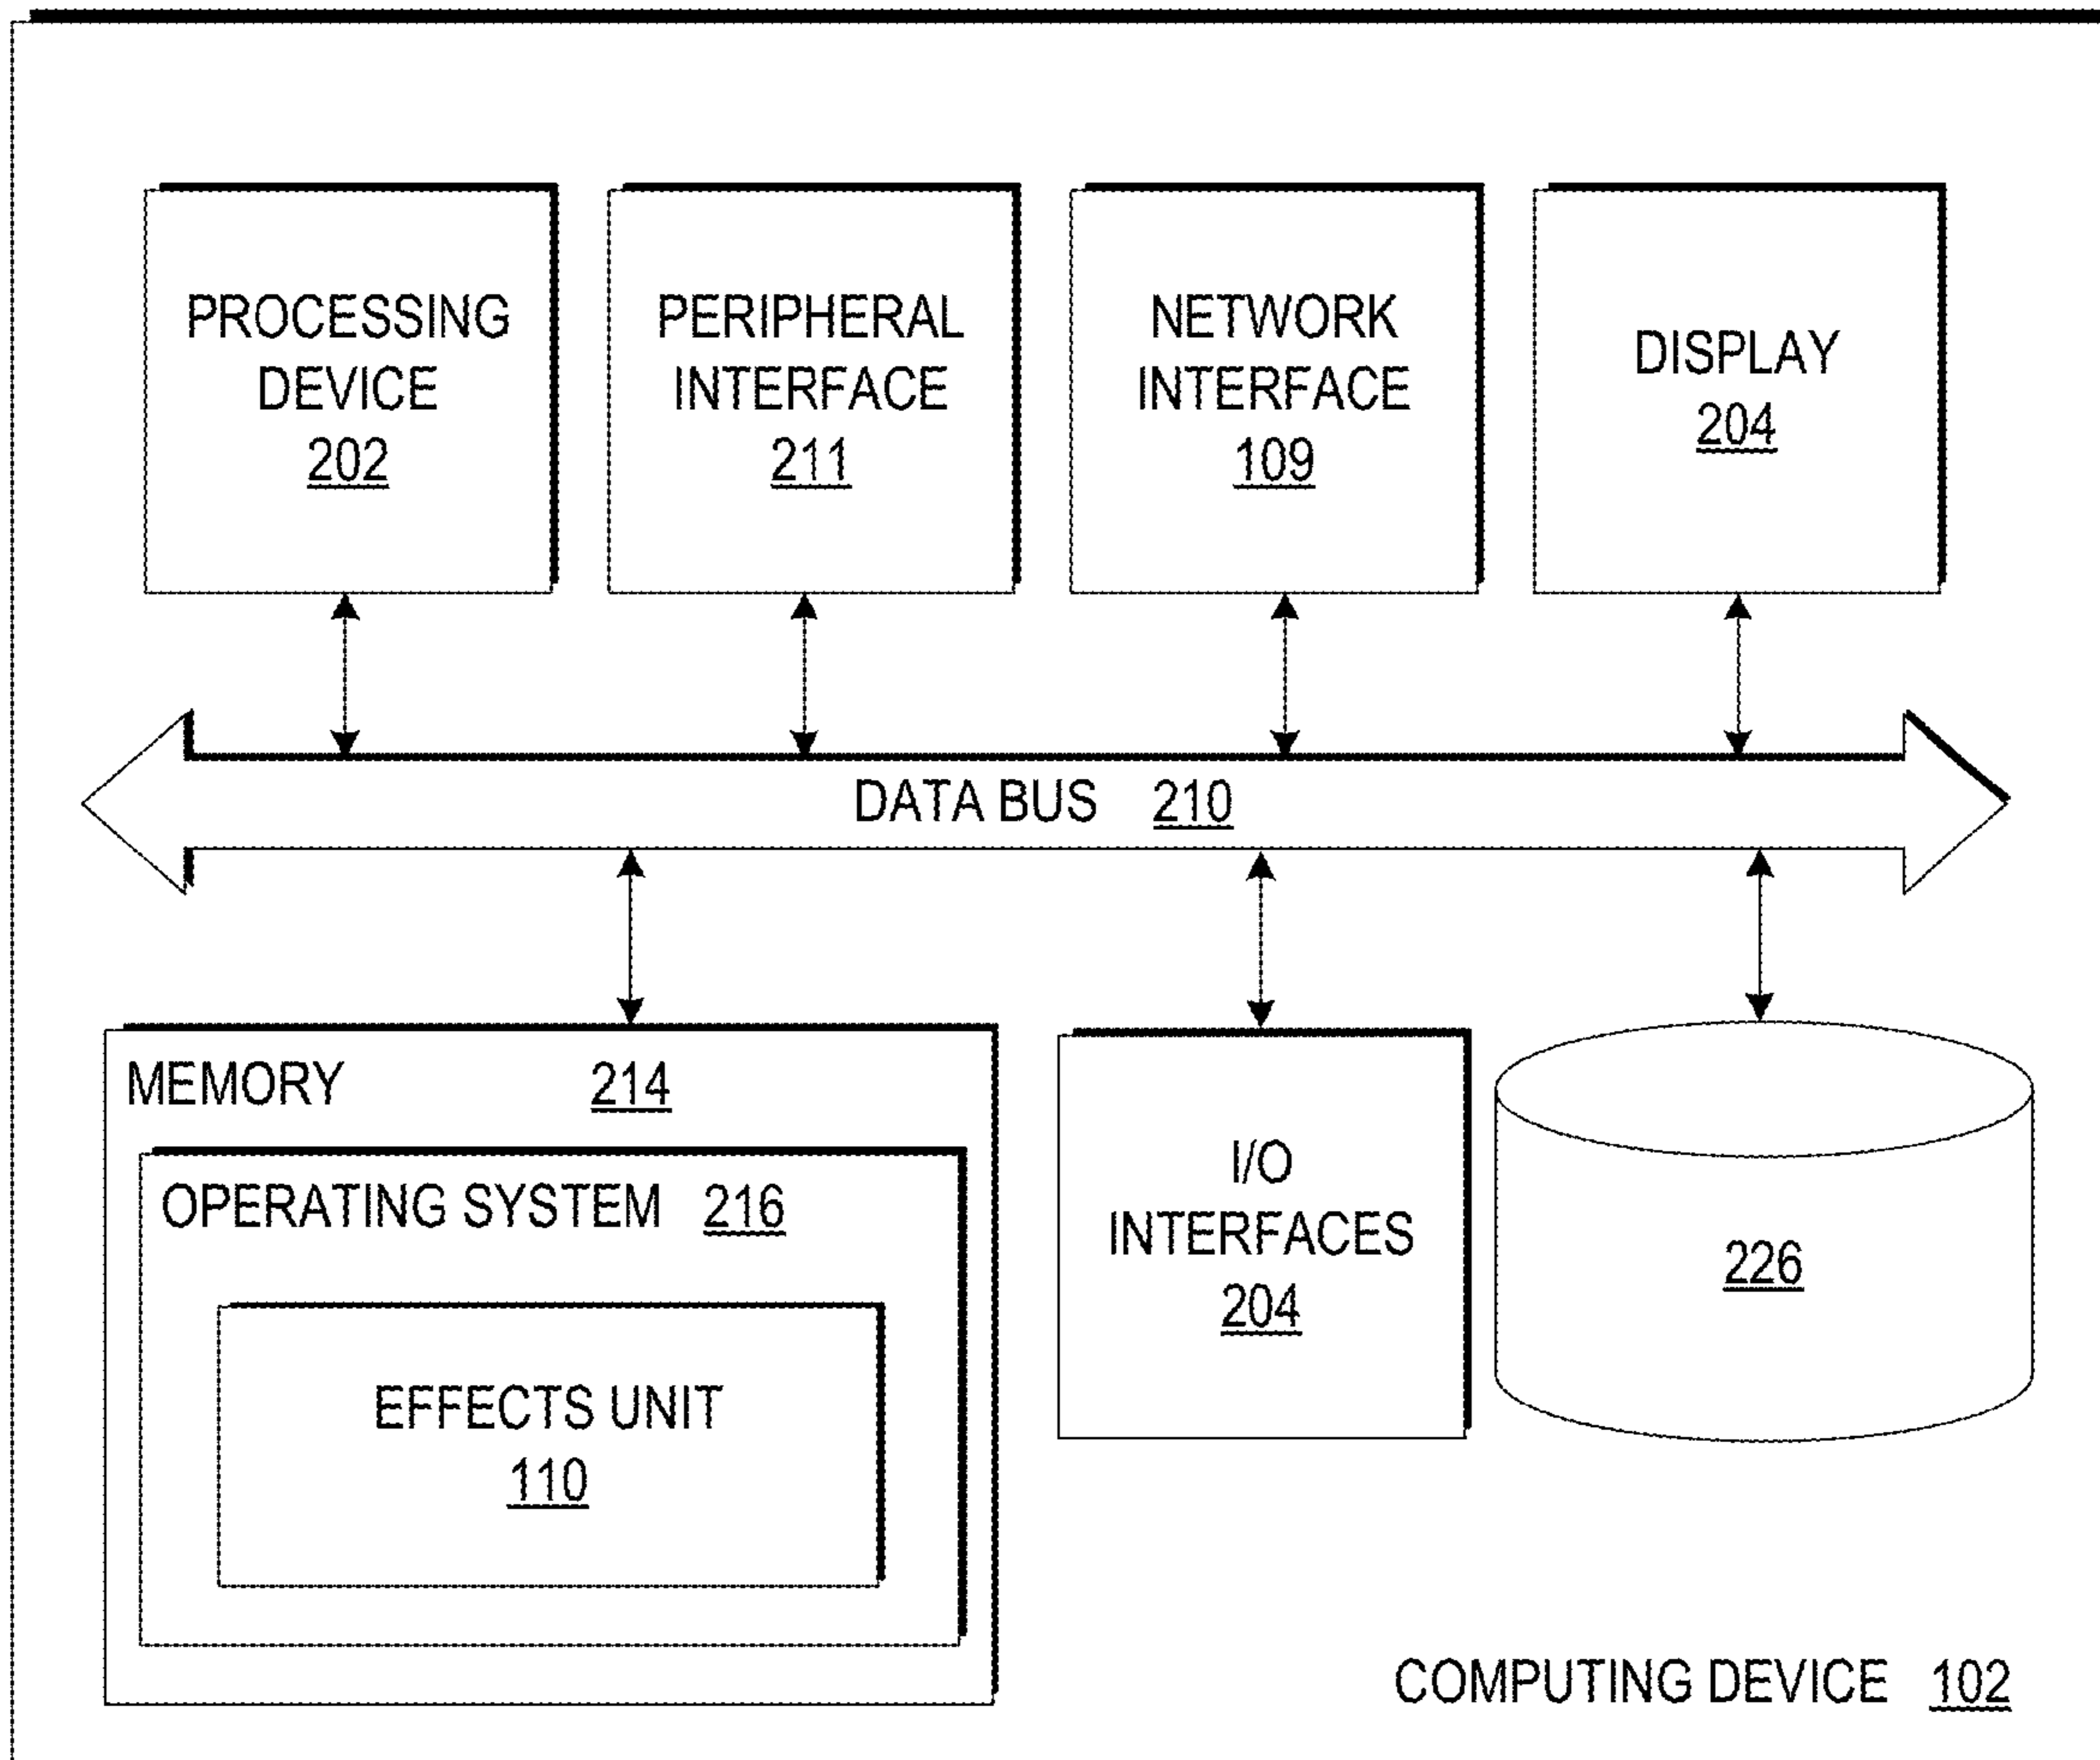 PROCESSING
DEVICE
202
PERIPHERAL
INTERFACE
211
NETWORK
INTERFACE
109
DISPLAY
204
DATA BUS 210
MEMORY 214
OPERATING SYSTEM 216
EFFECTS UNIT
110
I/O
INTERFACES
204
226
COMPUTING DEVICE 102